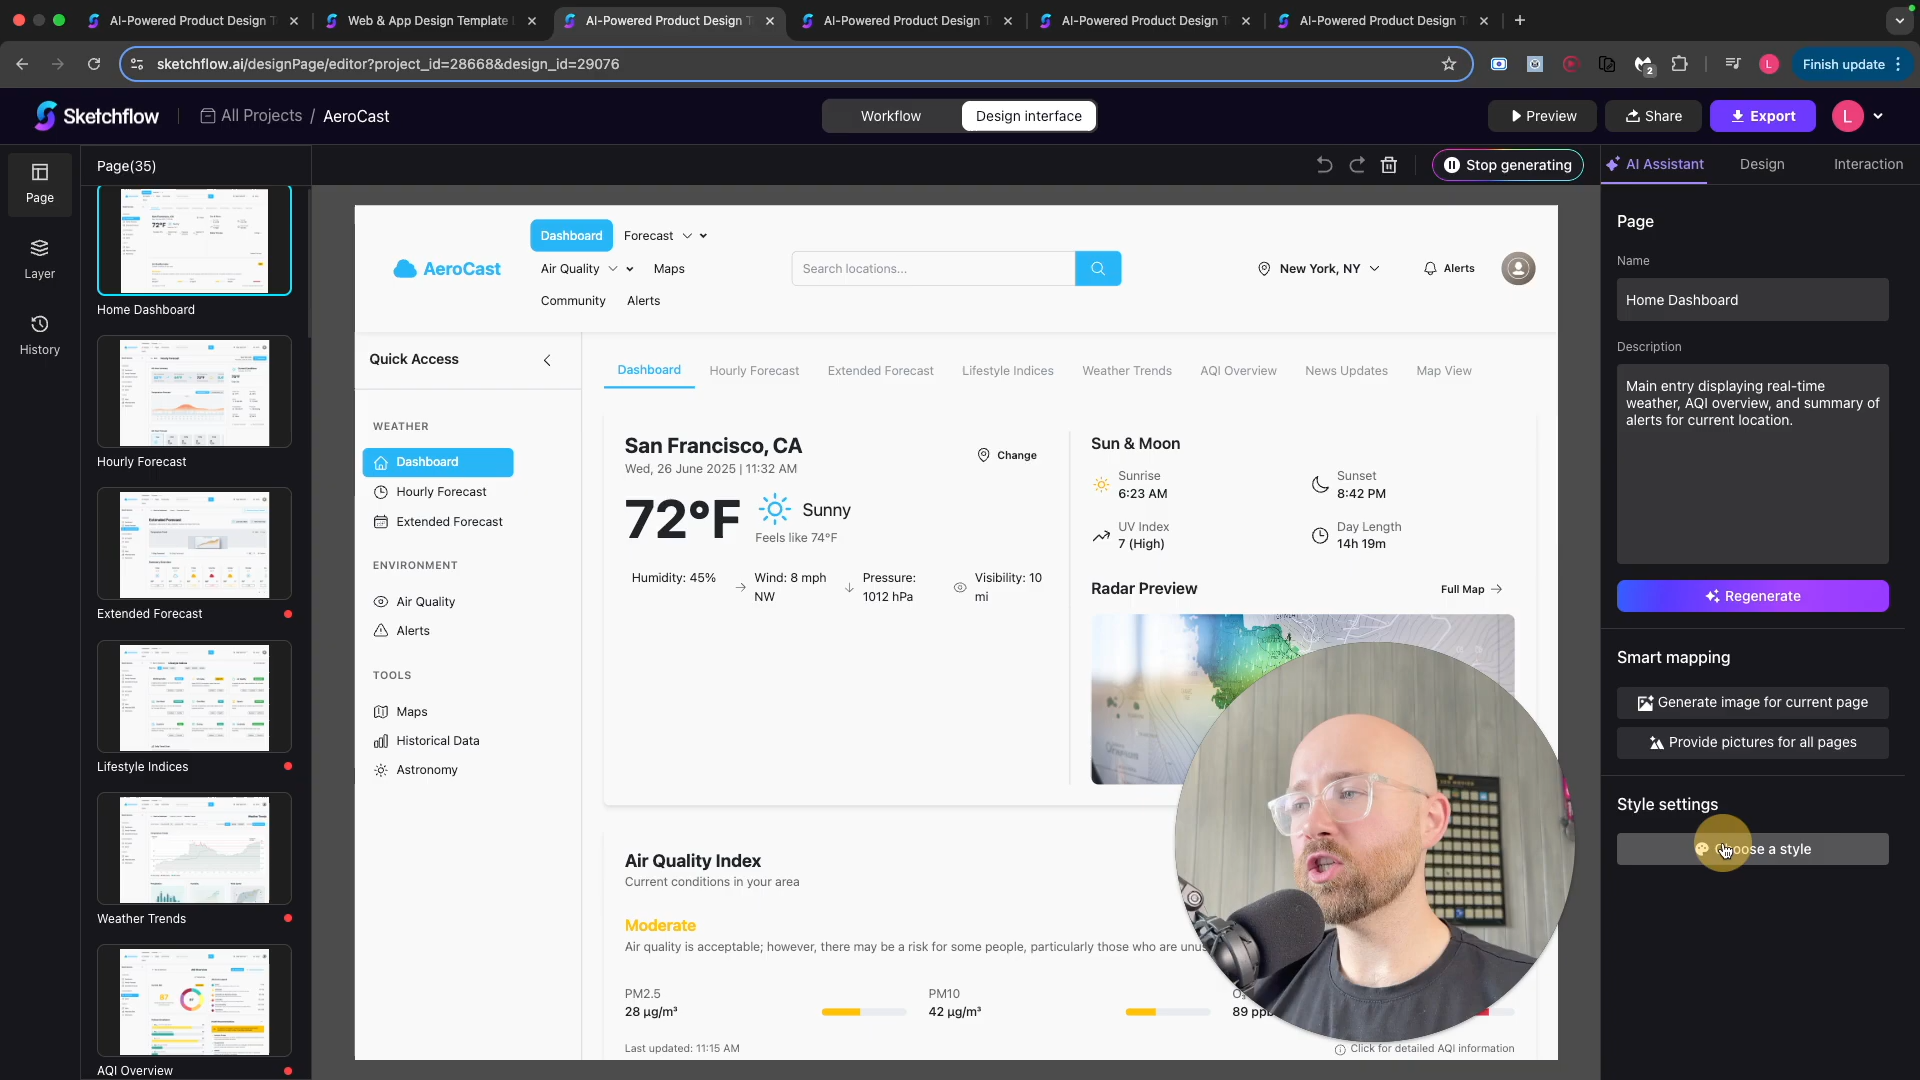 AI-Powered Product Design T
Web & App Design Template
AI-Powered Product Design T
AI-Powered Product Design T
AI-Powered Product Design T
AI-Powered Product Design T
sketchflow.ai/designPage/editor?project_id=28668&design_id=29076
2
L
Finish update
Sketchflow
All Projects / AeroCast
Workflow
Design interface
Preview
Share
Export
L
Page
Layer
History
Page(35)
Home Dashboard
Hourly Forecast
Extended Forecast
Lifestyle Indices
Weather Trends
AQI Overview
Stop generating
AeroCast
Dashboard
Forecast
Air Quality
Maps
Community
Alerts
Search locations...
New York, NY
Alerts
Quick Access
WEATHER
Dashboard
Hourly Forecast
Extended Forecast
ENVIRONMENT
Air Quality
Alerts
TOOLS
Maps
Historical Data
Astronomy
Dashboard
Hourly Forecast
Extended Forecast
Lifestyle Indices
Weather Trends
AQI Overview
News Updates
Map View
San Francisco, CA
Wed, 26 June 2025 | 11:32 AM
Change
72°F
Sunny
Feels like 74°F
Humidity: 45%
Wind: 8 mph
NW
Pressure:
1012 hPa
Visibility: 10
mi
Sun & Moon
Sunrise
6:23 AM
Sunset
8:42 PM
UV Index
7 (High)
Day Length
14h 19m
Radar Preview
Full Map
Air Quality Index
Current conditions in your area
Moderate
Air quality is acceptable; however, there may be a risk for some people, particularly those who are
PM2.5
28 µg/m³
PM10
42 µg/m³
89 ppb
Last updated: 11:15 AM
Click for detailed AQI information
AI Assistant
Design
Interaction
Page
Name
Home Dashboard
Description
Main entry displaying real-time
weather, AQI overview, and summary of
alerts for current location.
Regenerate
Smart mapping
Generate image for current page
Provide pictures for all pages
Style settings
Choose a style